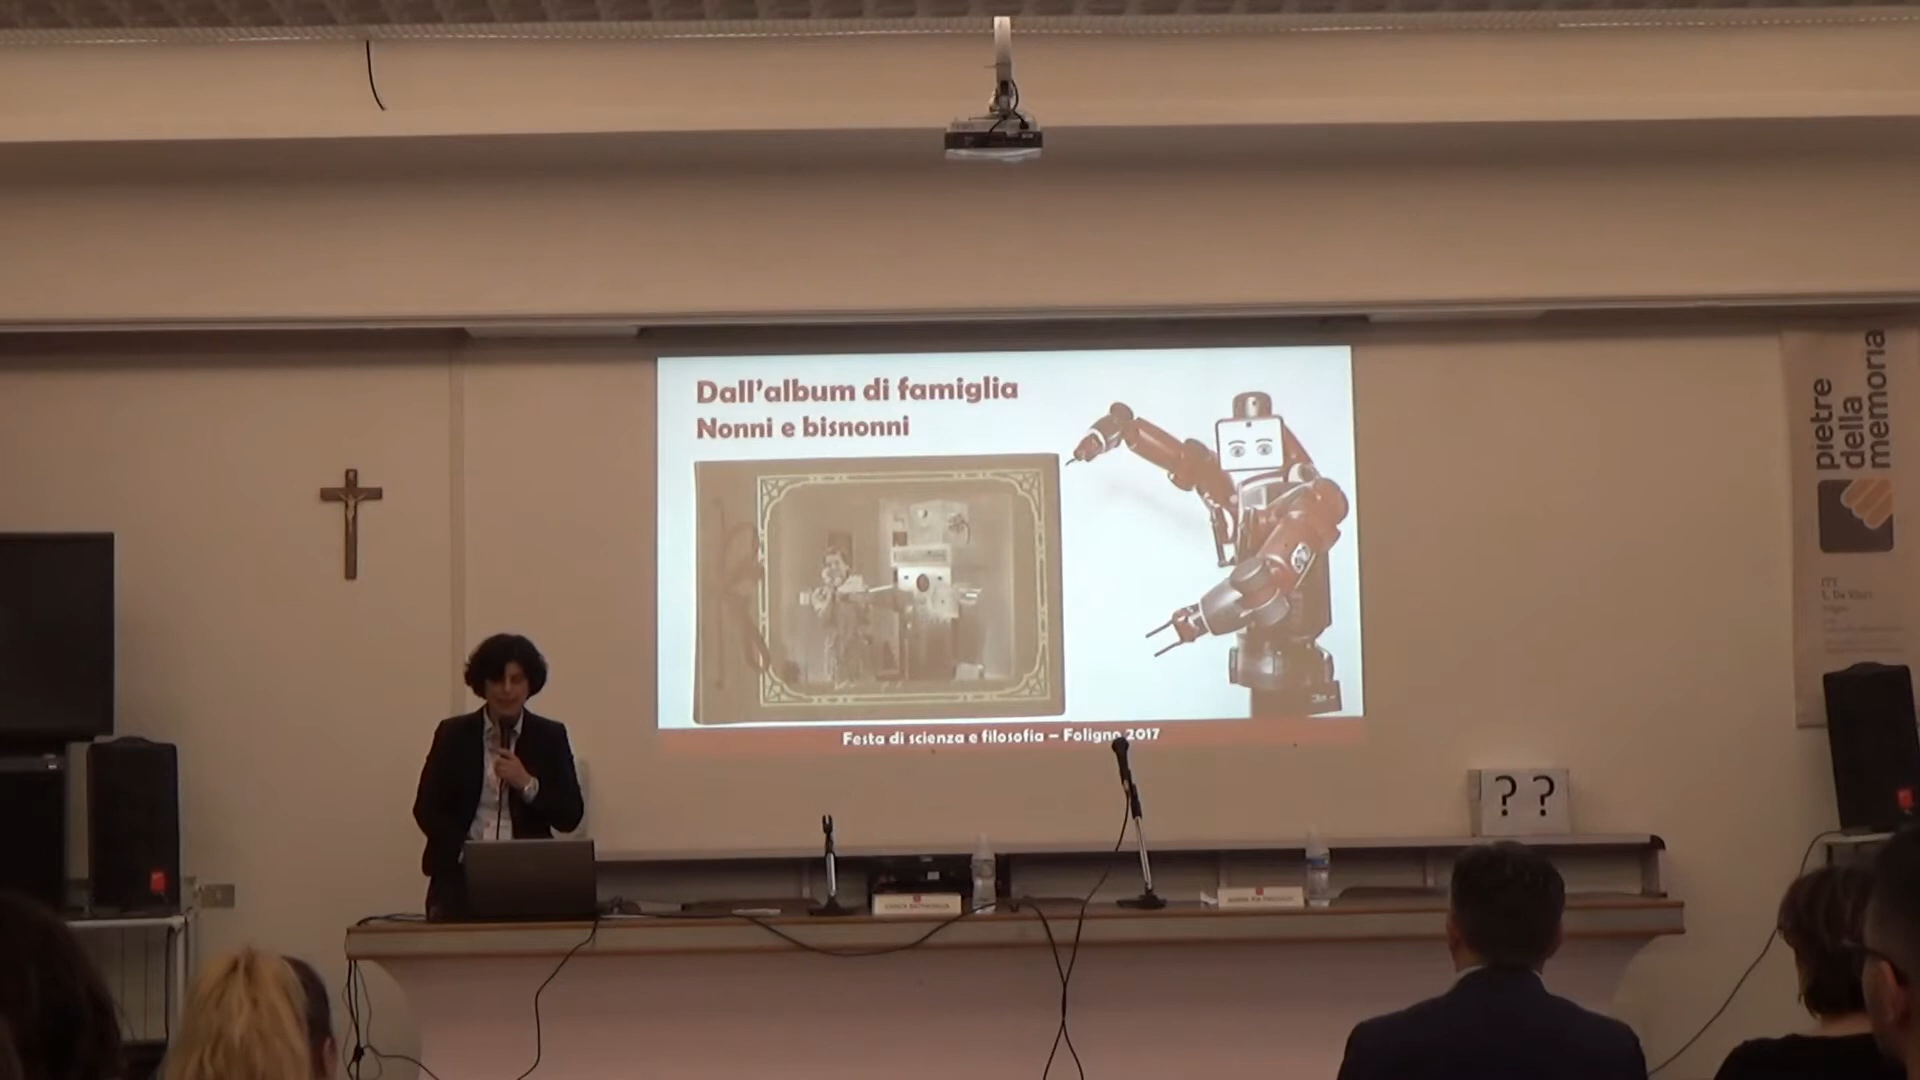 Dall'album di famiglia
Nonni e bisnonni
Festa di scienza e filosofia – Foligno 2017
pietre
della
memoria
? ?